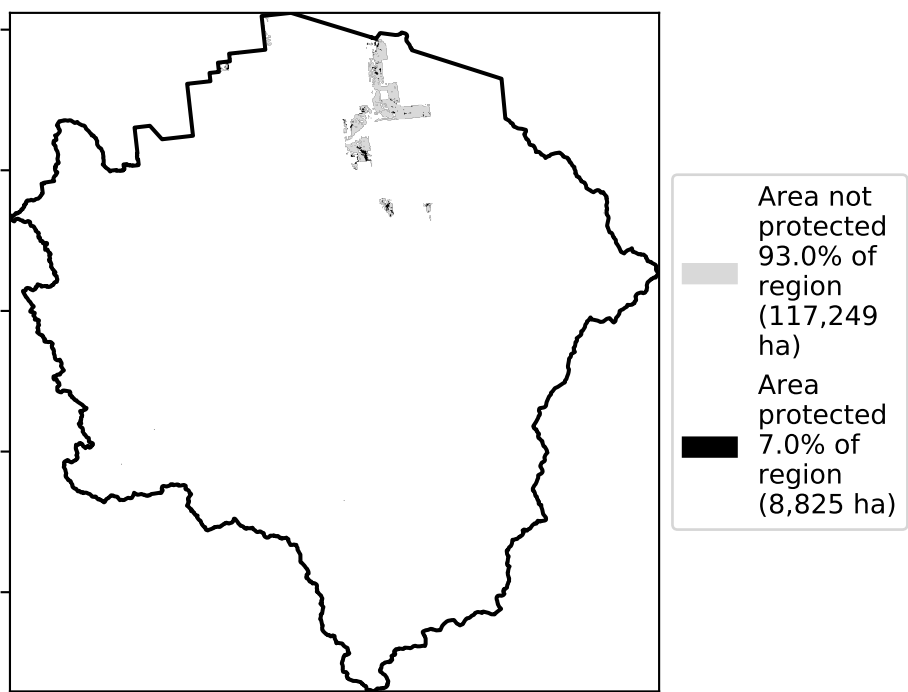 Area not
protected
93.0% of
region
(117,249
ha)
Area
protected
7.0% of
region
(8,825 ha)